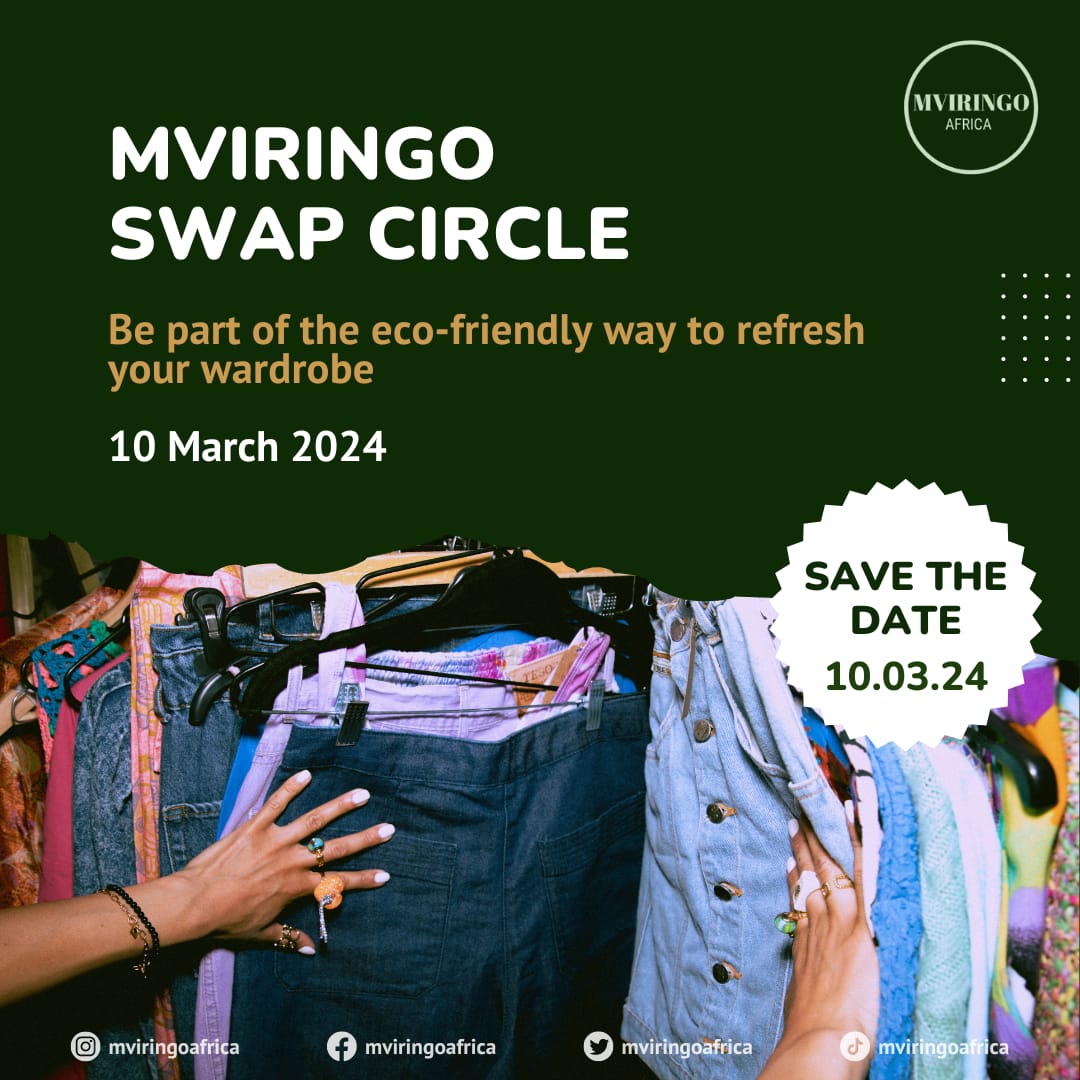 MVIRINGO
AFRICA
MVIRINGO
SWAP CIRCLE
Be part of the eco-friendly way to refresh
your wardrobe
10 March 2024
SAVE THE
DATE
10.03.24
mviringoafrica
mviringoafrica
mviringoafrica
mviringoafrica